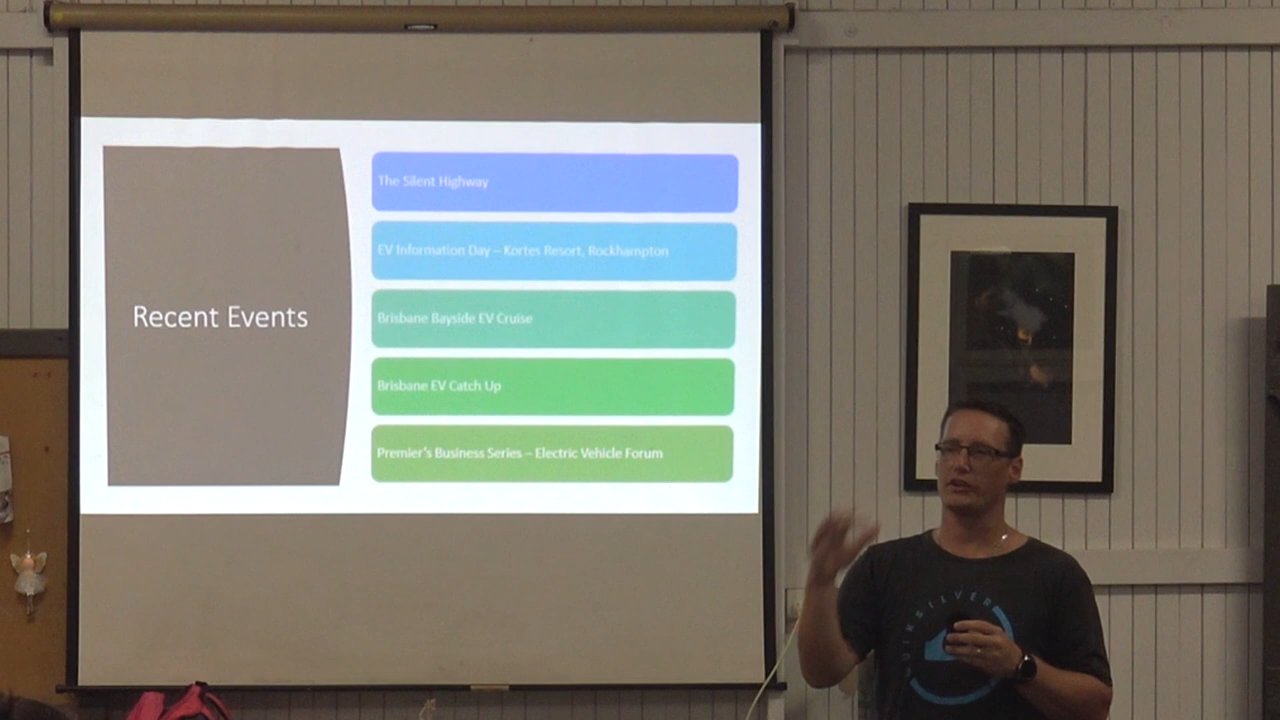 Recent Events
The Silent Highway
EV Information Day – Kortes Resort, Rockhampton
Brisbane Bayside EV Cruise
Brisbane EV Catch Up
Premier's Business Series – Electric Vehicle Forum
QUIKSILVER